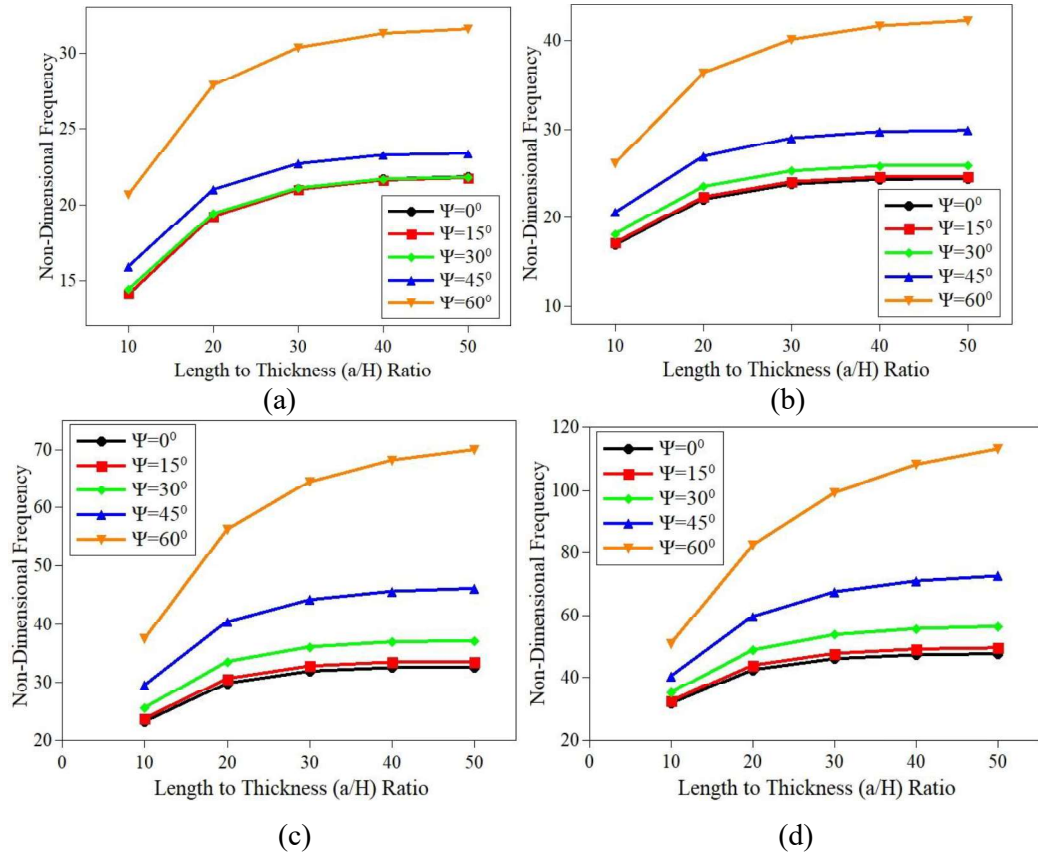 Non-Dimensional Frequency
30
25
20
15
Ψ=0⁰
Ψ=15⁰
Ψ=30⁰
Ψ=45⁰
Ψ=60⁰
10 20 30 40 50
Length to Thickness (a/H) Ratio
(a)
Non-Dimensional Frequency
40
30
20
10
Ψ=0⁰
Ψ=15⁰
Ψ=30⁰
Ψ=45⁰
Ψ=60⁰
10 20 30 40 50
Length to Thickness (a/H) Ratio
(b)
Non-Dimensional Frequency
70
60
50
40
30
20
Ψ=0⁰
Ψ=15⁰
Ψ=30⁰
Ψ=45⁰
Ψ=60⁰
0 10 20 30 40 50
Length to Thickness (a/H) Ratio
(c)
Non-Dimensional Frequency
120
100
80
60
40
20
Ψ=0⁰
Ψ=15⁰
Ψ=30⁰
Ψ=45⁰
Ψ=60⁰
0 10 20 30 40 50
Length to Thickness (a/H) Ratio
(d)